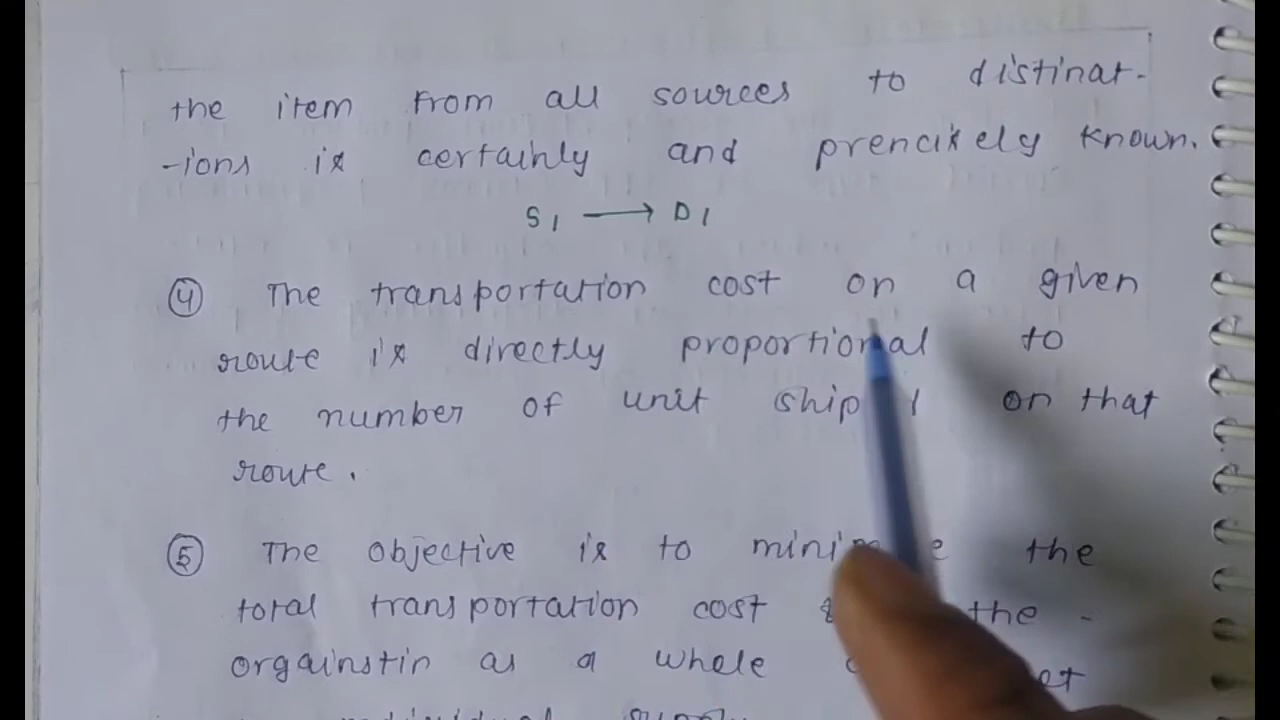 the item from all sources to distinat-
-ions is certainly and prencisely known.
S1 → D1
④ The transportation cost on a given
route is directly proportional to
the number of unit on that
route.
⑤ The objective is to the
total transportation cost the -
orgainstin as a whole